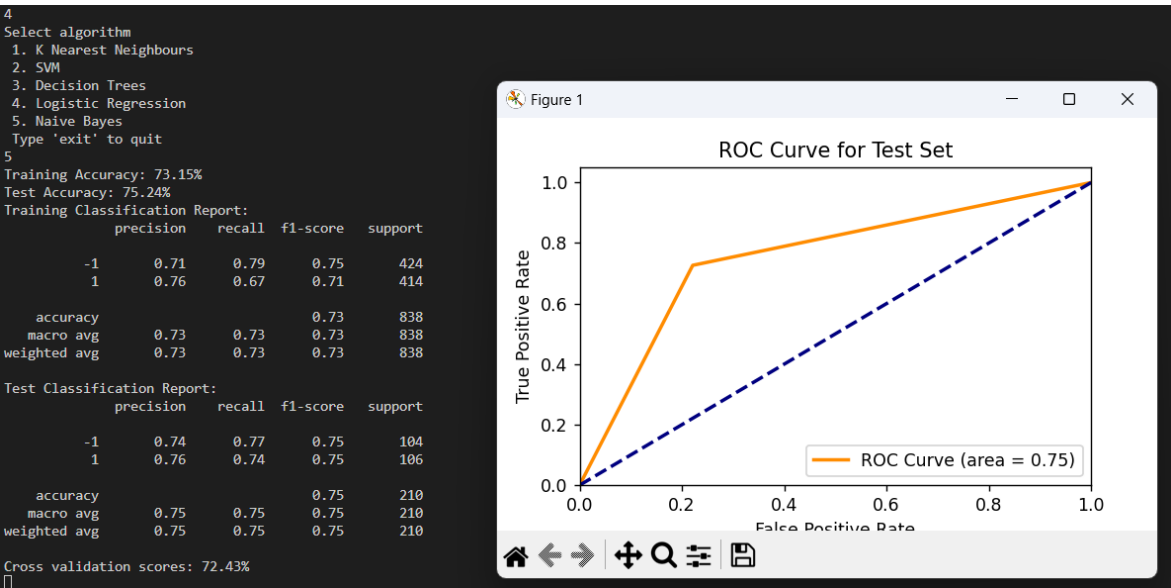 4
Select algorithm
1. K Nearest Neighbours
2. SVM
3. Decision Trees
4. Logistic Regression
5. Naive Bayes
Type 'exit' to quit
5
Training Accuracy: 73.15%
Test Accuracy: 75.24%
Training Classification Report:
precision recall f1-score support
-1 0.71 0.79 0.75 424
1 0.76 0.67 0.71 414
accuracy 0.73 838
macro avg 0.73 0.73 0.73 838
weighted avg 0.73 0.73 0.73 838
Test Classification Report:
precision recall f1-score support
-1 0.74 0.77 0.75 104
1 0.76 0.74 0.75 106
accuracy 0.75 210
macro avg 0.75 0.75 0.75 210
weighted avg 0.75 0.75 0.75 210
Cross validation scores: 72.43%
Figure 1
ROC Curve for Test Set
True Positive Rate
1.0
0.8
0.6
0.4
0.2
0.0
ROC Curve (area = 0.75)
0.0 0.2 0.4 0.6 0.8 1.0
False Positive Rate